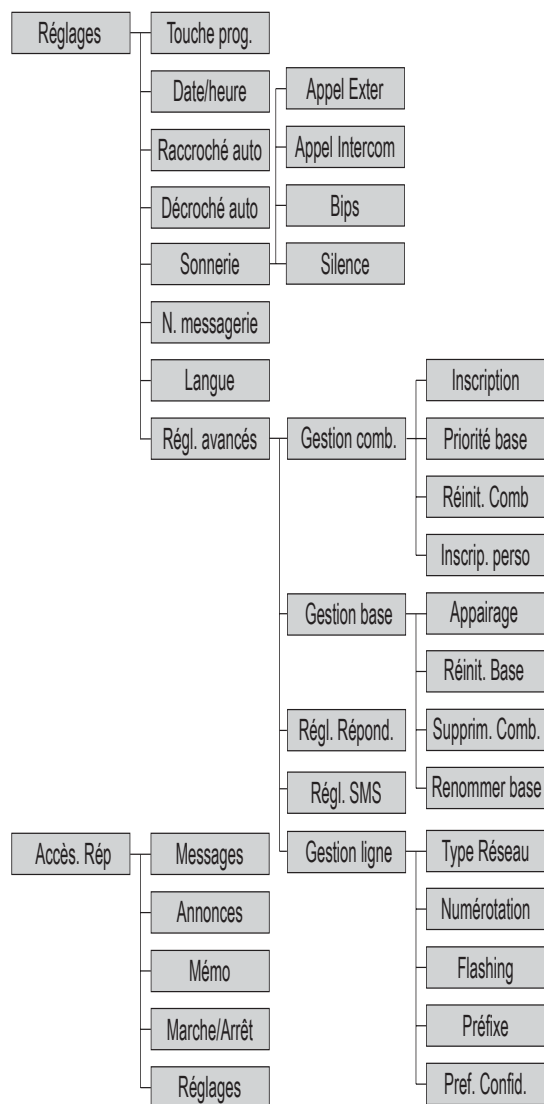 Réglages
Touche prog.
Date/heure
Raccroché auto
Décroché auto
Sonnerie
Appel Exter
Appel Intercom
Bips
Silence
N. messagerie
Langue
Régl. avancés
Gestion comb.
Inscription
Priorité base
Réinit. Comb
Inscrip. perso
Gestion base
Appairage
Réinit. Base
Supprim. Comb.
Renommer base
Régl. Répond.
Régl. SMS
Gestion ligne
Type Réseau
Numérotation
Flashing
Préfixe
Pref. Confid.
Accès. Rép
Messages
Annonces
Mémo
Marche/Arrêt
Réglages